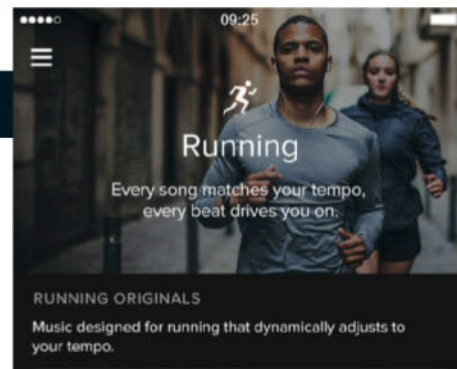 09:25
Running
Every song matches your tempo,
every beat drives you on.
RUNNING ORIGINALS
Music designed for running that dynamically adjusts to
your tempo.